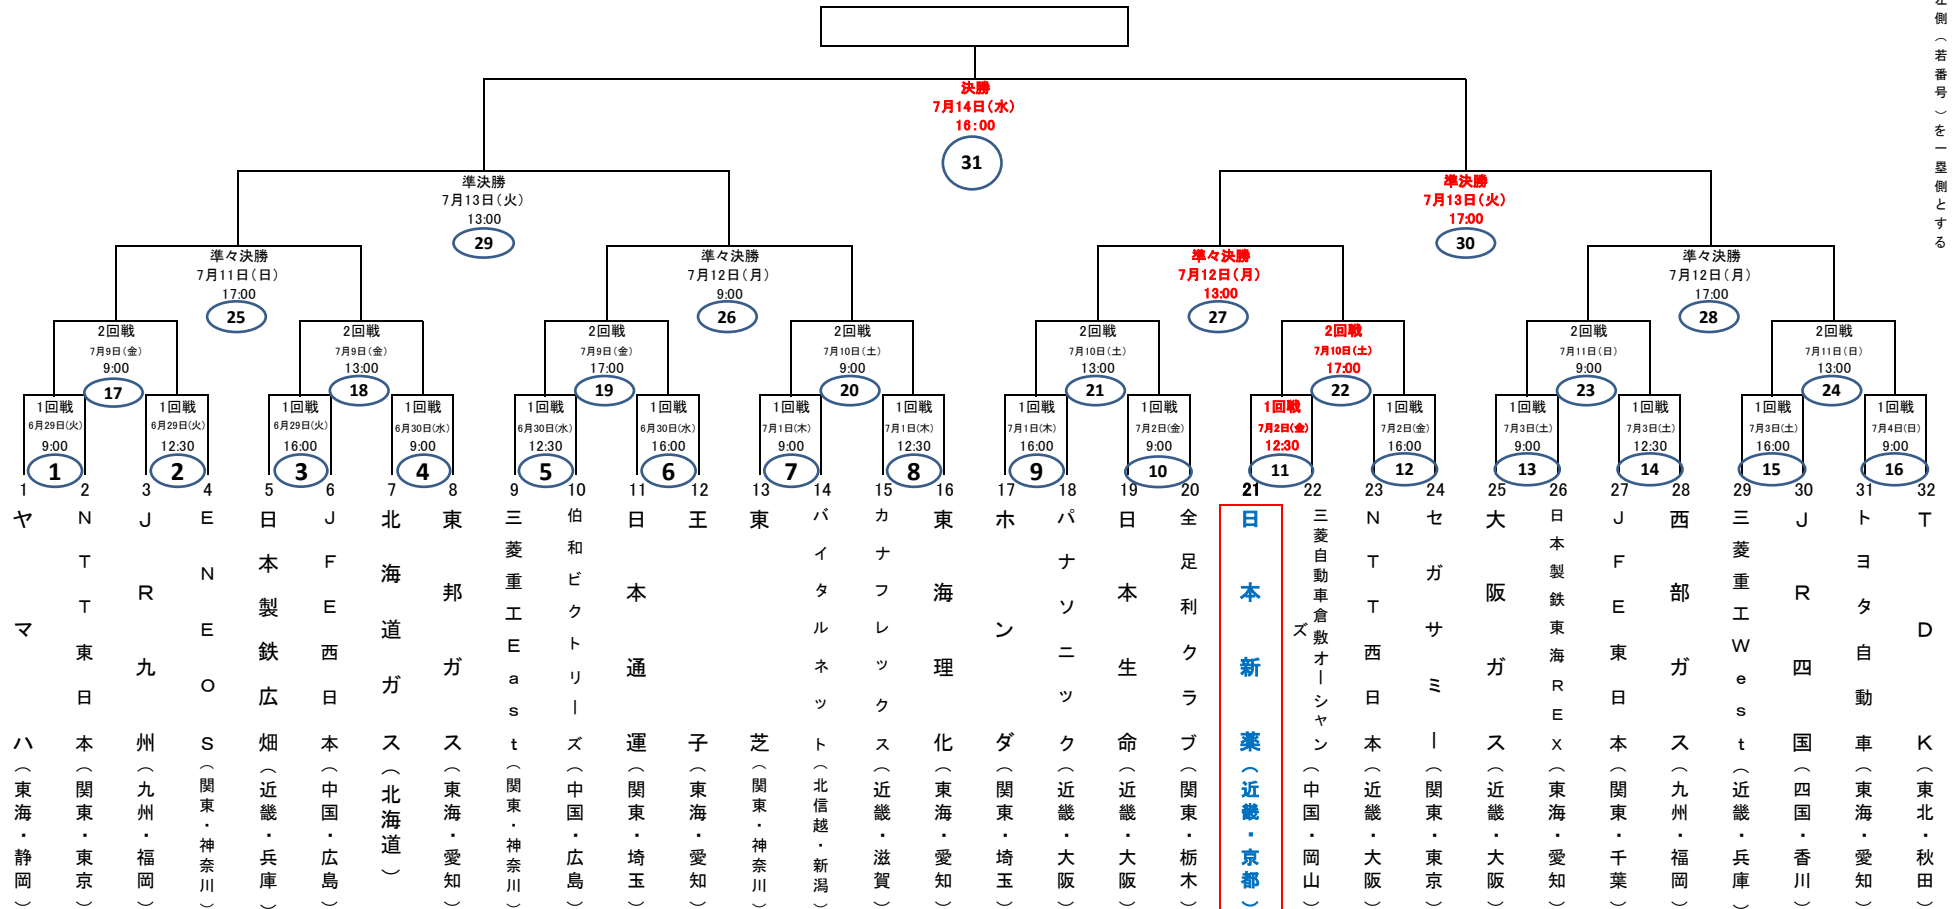 左側（若番号）を一塁側とする
決勝
7月14日(水)
16:00
31
準決勝
7月13日(火)
13:00
29
準決勝
7月13日(火)
17:00
30
準々決勝
7月11日(日)
17:00
25
準々決勝
7月12日(月)
9:00
26
準々決勝
7月12日(月)
13:00
27
準々決勝
7月12日(月)
17:00
28
2回戦
7月9日(金)
9:00
17
2回戦
7月9日(金)
13:00
18
2回戦
7月9日(金)
17:00
19
2回戦
7月10日(土)
9:00
20
2回戦
7月10日(土)
13:00
21
2回戦
7月10日(土)
17:00
22
2回戦
7月11日(日)
9:00
23
2回戦
7月11日(日)
13:00
24
1回戦
6月29日(火)
9:00
1
1回戦
6月29日(火)
12:30
2
1回戦
6月29日(火)
16:00
3
1回戦
6月30日(水)
9:00
4
1回戦
6月30日(水)
12:30
5
1回戦
6月30日(水)
16:00
6
1回戦
7月1日(木)
9:00
7
1回戦
7月1日(木)
12:30
8
1回戦
7月1日(木)
16:00
9
1回戦
7月2日(金)
9:00
10
1回戦
7月2日(金)
12:30
11
1回戦
7月2日(金)
16:00
12
1回戦
7月3日(土)
9:00
13
1回戦
7月3日(土)
12:30
14
1回戦
7月3日(土)
16:00
15
1回戦
7月4日(日)
9:00
16
1 2 3 4 5 6 7 8 9 10 11 12 13 14 15 16 17 18 19 20 21 22 23 24 25 26 27 28 29 30 31 32
ヤマハ（東海・静岡）
NTT東日本（関東・東京）
JR九州（九州・福岡）
ENEOS（関東・神奈川）
日本製鉄広畑（近畿・兵庫）
JFE西日本（中国・広島）
北海道ガス（北海道）
東邦ガス（東海・愛知）
三菱重工East（関東・神奈川）
伯和ビクトリーズ（中国・広島）
日本通運（関東・埼玉）
王子（東海・愛知）
東芝（関東・神奈川）
バイタルネット（北信越・新潟）
カナフレックス（近畿・滋賀）
東海理化（東海・愛知）
ホンダ（関東・埼玉）
パナソニック（近畿・大阪）
日本生命（近畿・大阪）
全足利クラブ（関東・栃木）
日本新薬（近畿・京都）
三菱自動車倉敷オーシャンズ（中国・岡山）
NTT西日本（近畿・大阪）
セガサミー（関東・東京）
大阪ガス（近畿・大阪）
日本製鉄東海REX（東海・愛知）
JFE東日本（関東・千葉）
西部ガス（九州・福岡）
三菱重工West（近畿・兵庫）
JR四国（四国・香川）
トヨタ自動車（東海・愛知）
TDK（東北・秋田）